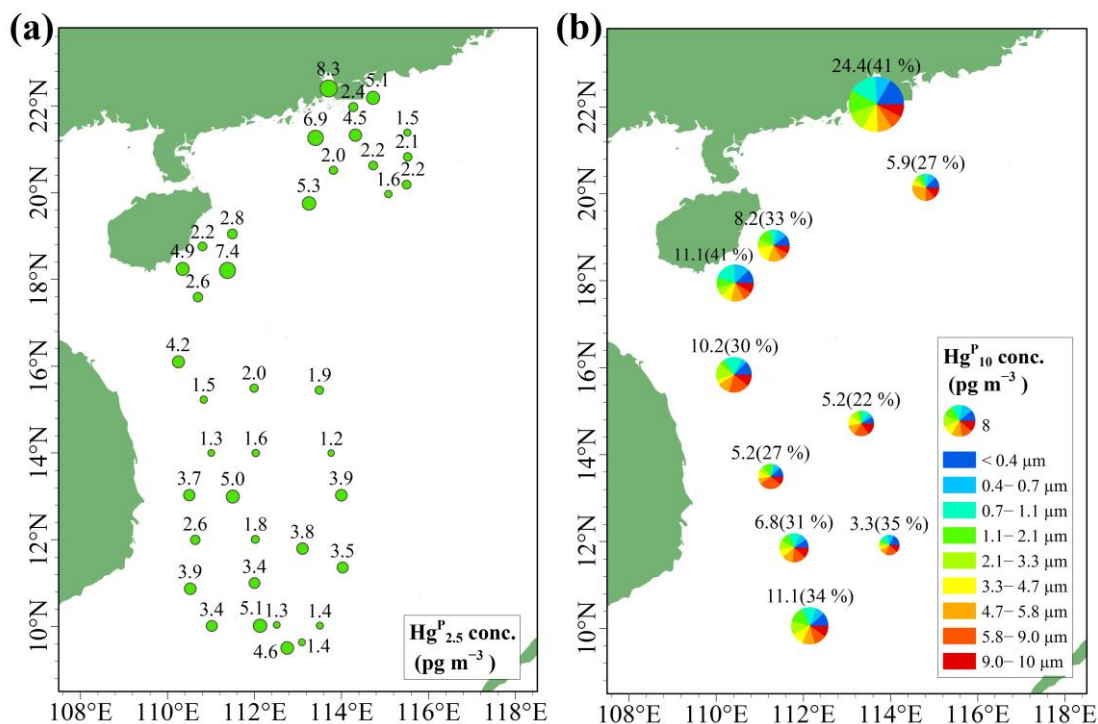 (a)
8.3
2.4
5.1
6.9
4.5
1.5
2.0
2.2
2.1
1.6
2.2
5.3
2.8
2.2
4.9
7.4
2.6
4.2
1.5
2.0
1.9
1.3
1.6
1.2
3.7
5.0
3.9
2.6
1.8
3.8
3.5
3.9
3.4
3.4
5.1
1.3
1.4
4.6
1.4
Hg^P_2.5 conc.
(pg m⁻³)
22°N
20°N
18°N
16°N
14°N
12°N
10°N
108°E 110°E 112°E 114°E 116°E 118°E
(b)
24.4(41 %)
5.9(27 %)
8.2(33 %)
11.1(41 %)
10.2(30 %)
5.2(22 %)
5.2(27 %)
6.8(31 %)
3.3(35 %)
11.1(34 %)
Hg^P_10 conc.
(pg m⁻³)
8
< 0.4 μm
0.4− 0.7 μm
0.7− 1.1 μm
1.1− 2.1 μm
2.1− 3.3 μm
3.3− 4.7 μm
4.7− 5.8 μm
5.8− 9.0 μm
9.0− 10 μm
22°N
20°N
18°N
16°N
14°N
12°N
10°N
108°E 110°E 112°E 114°E 116°E 118°E